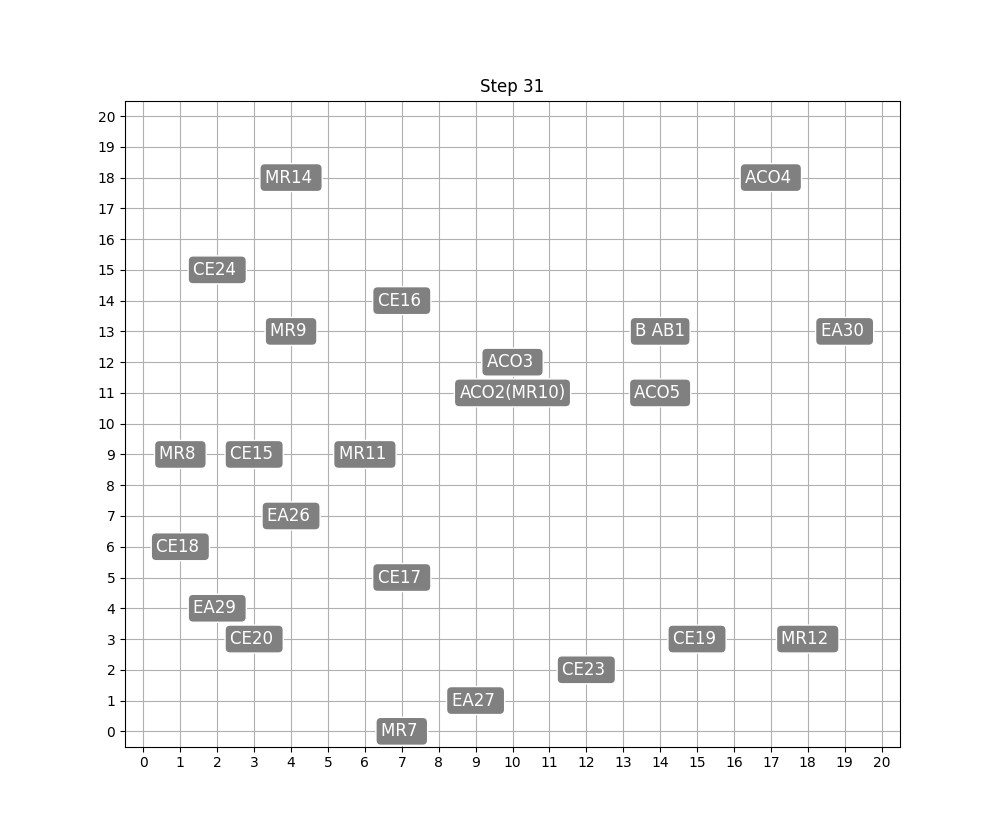 Step 31
20
19
18 MR14 ACO4
17
16
15 CE24
14 CE16
13 MR9 B AB1 EA30
12 ACO3
11 ACO2(MR10) ACO5
10
9 MR8 CE15 MR11
8
7 EA26
6 CE18
5 CE17
4 EA29
3 CE20 CE19 MR12
2 CE23
1 EA27
0 MR7
0 1 2 3 4 5 6 7 8 9 10 11 12 13 14 15 16 17 18 19 20